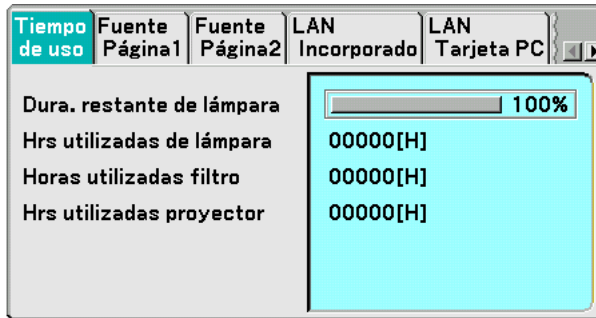 Tiempo de uso
Fuente Página1
Fuente Página2
LAN Incorporado
LAN Tarjeta PC
Dura. restante de lámpara 100%
Hrs utilizadas de lámpara 00000[H]
Horas utilizadas filtro 00000[H]
Hrs utilizadas proyector 00000[H]